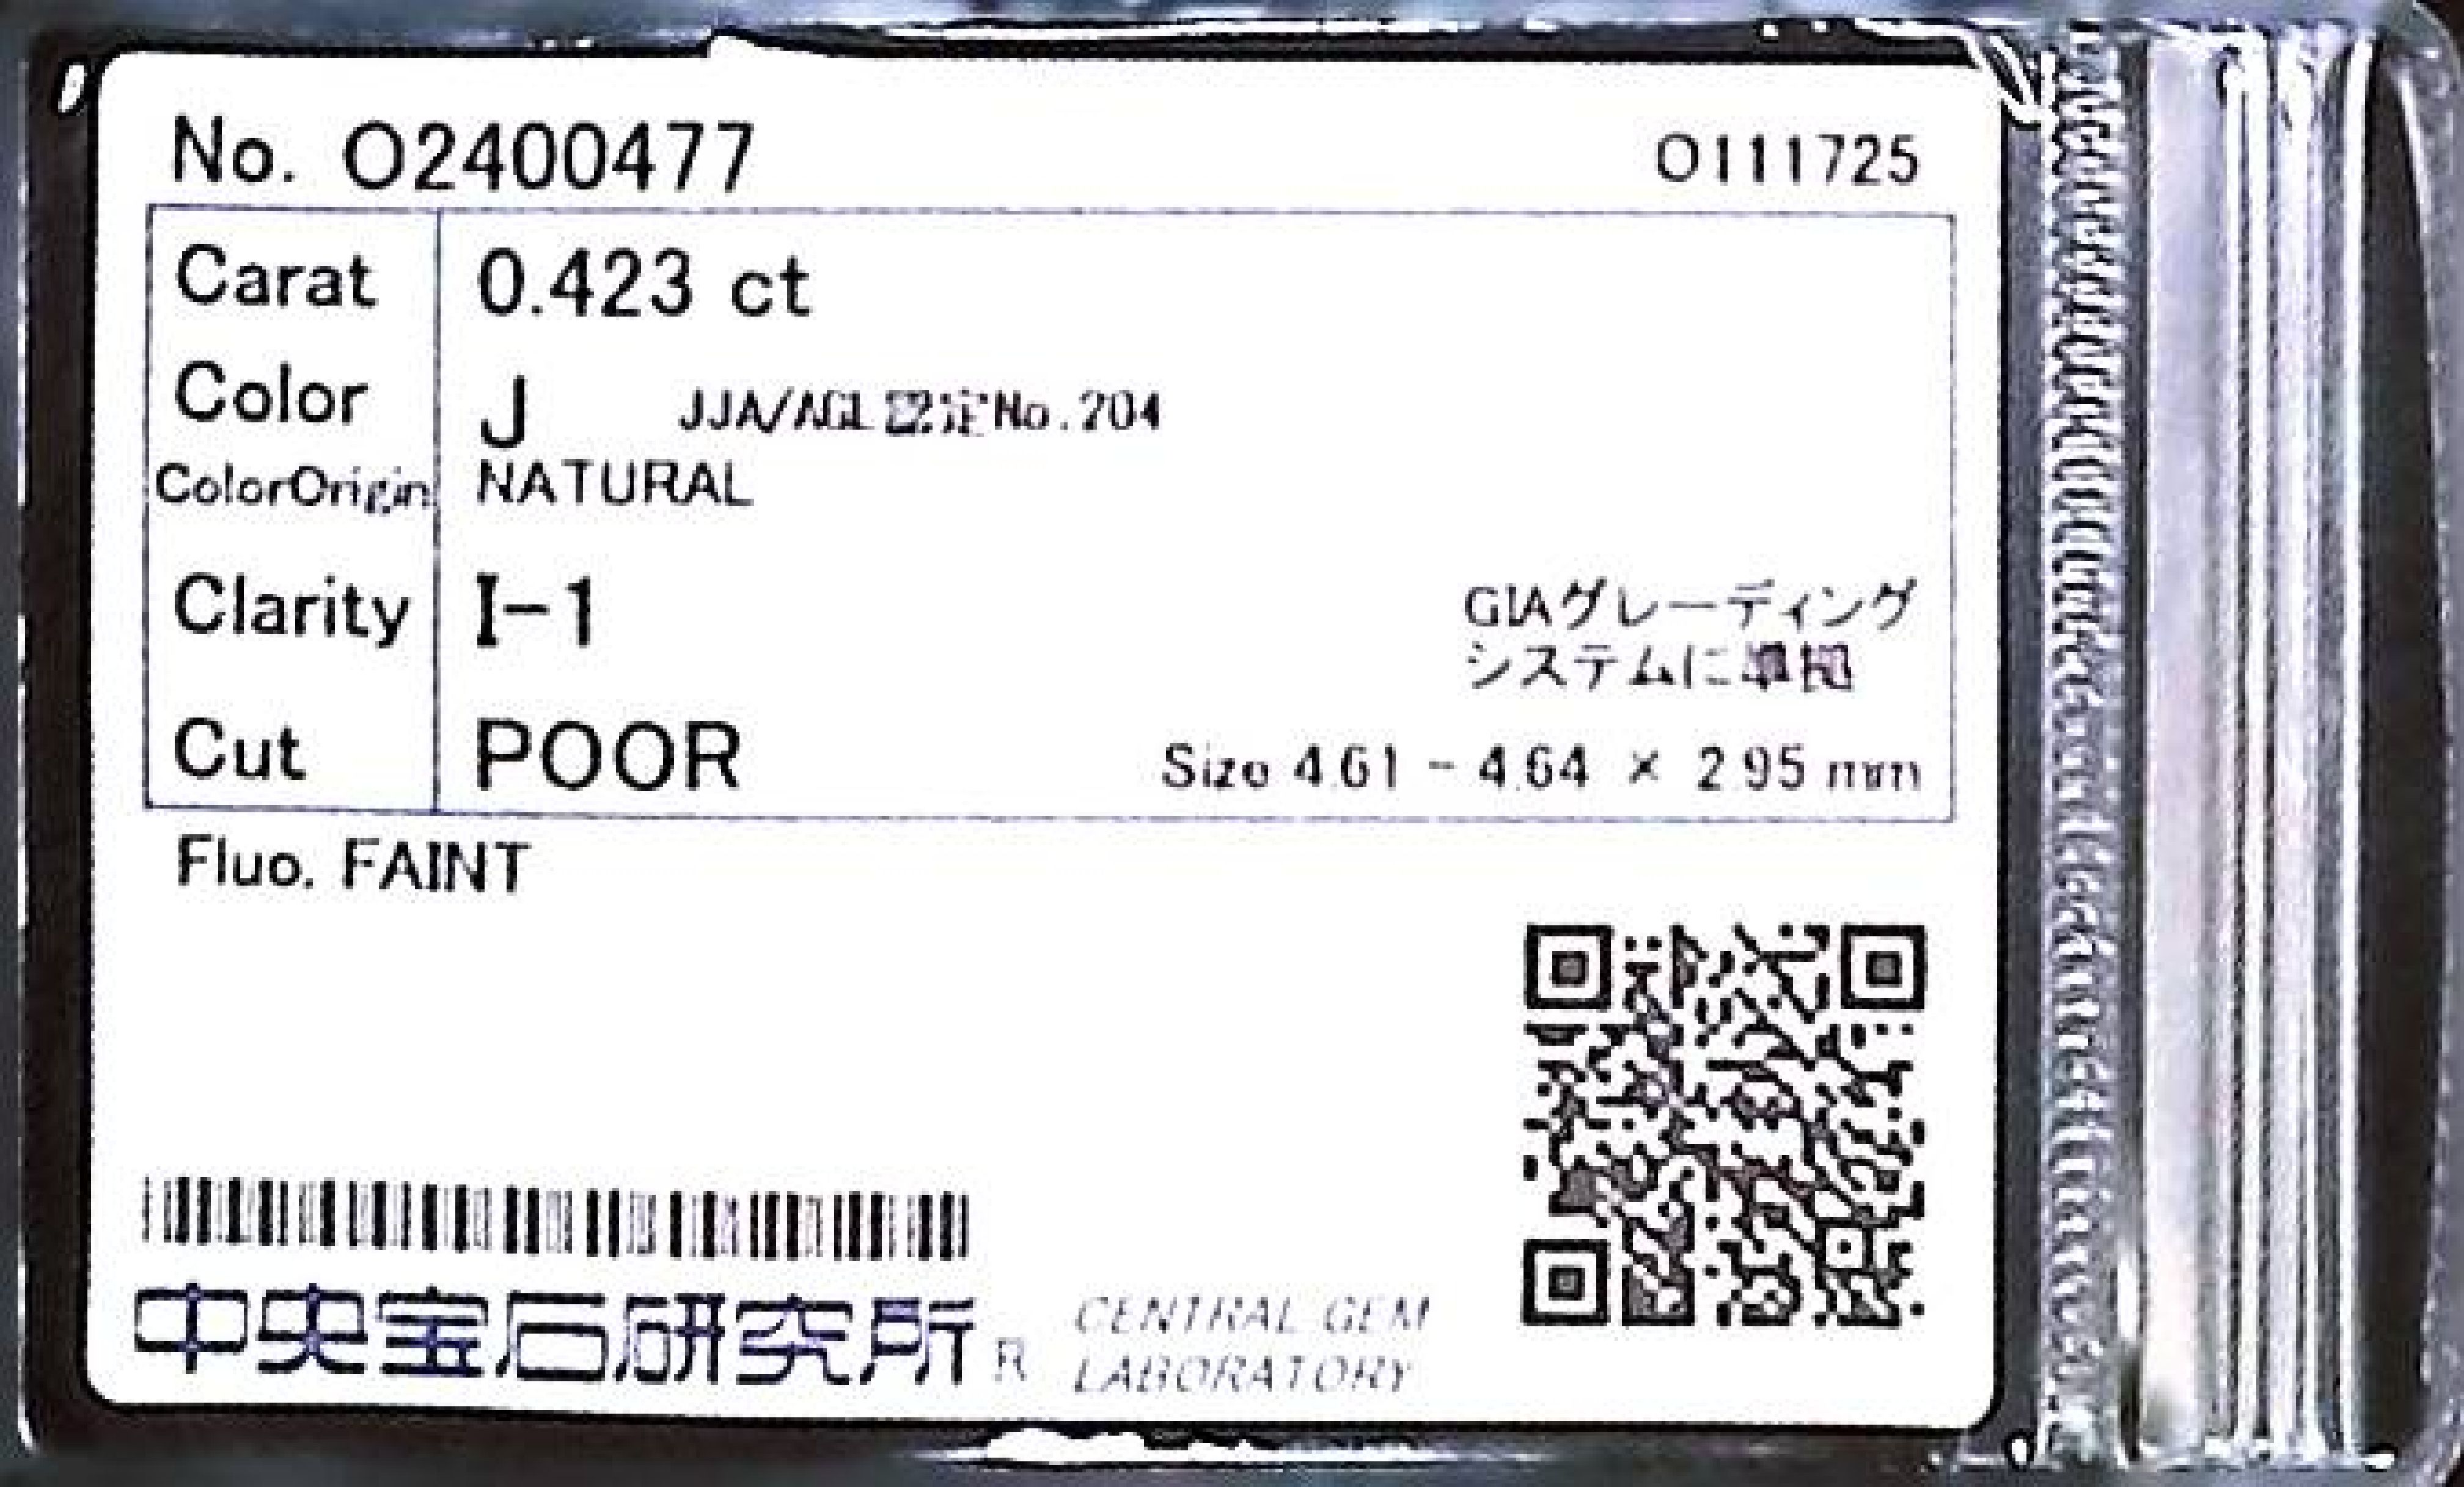 No. O2400477 O111725
Carat 0.423 ct
Color J JJA/AGL認定No.204
ColorOrigin NATURAL
Clarity I-1
GIAグレーディング
システムに準拠
Cut POOR Size 4.61 - 4.64 × 2.95 mm
Fluo. FAINT
中央宝石研究所 R
CENTRAL GEM
LABORATORY